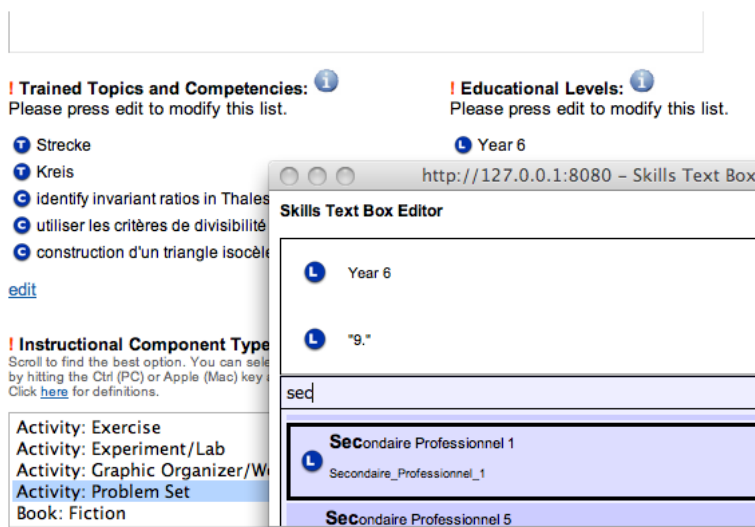 ! Trained Topics and Competencies:
Please press edit to modify this list.
T Strecke
T Kreis
C identify invariant ratios in Thales
C utiliser les critères de divisibilité
C construction d'un triangle isocèle
edit
! Instructional Component Type
Scroll to find the best option. You can sele
by hitting the Ctrl (PC) or Apple (Mac) key
Click here for definitions.
Activity: Exercise
Activity: Experiment/Lab
Activity: Graphic Organizer/Wo
Activity: Problem Set
Book: Fiction
! Educational Levels:
Please press edit to modify this list.
L Year 6
http://127.0.0.1:8080 – Skills Text Box
Skills Text Box Editor
L Year 6
L "9."
sec
L Secondaire Professionnel 1
Secondaire_Professionnel_1
Secondaire Professionnel 5